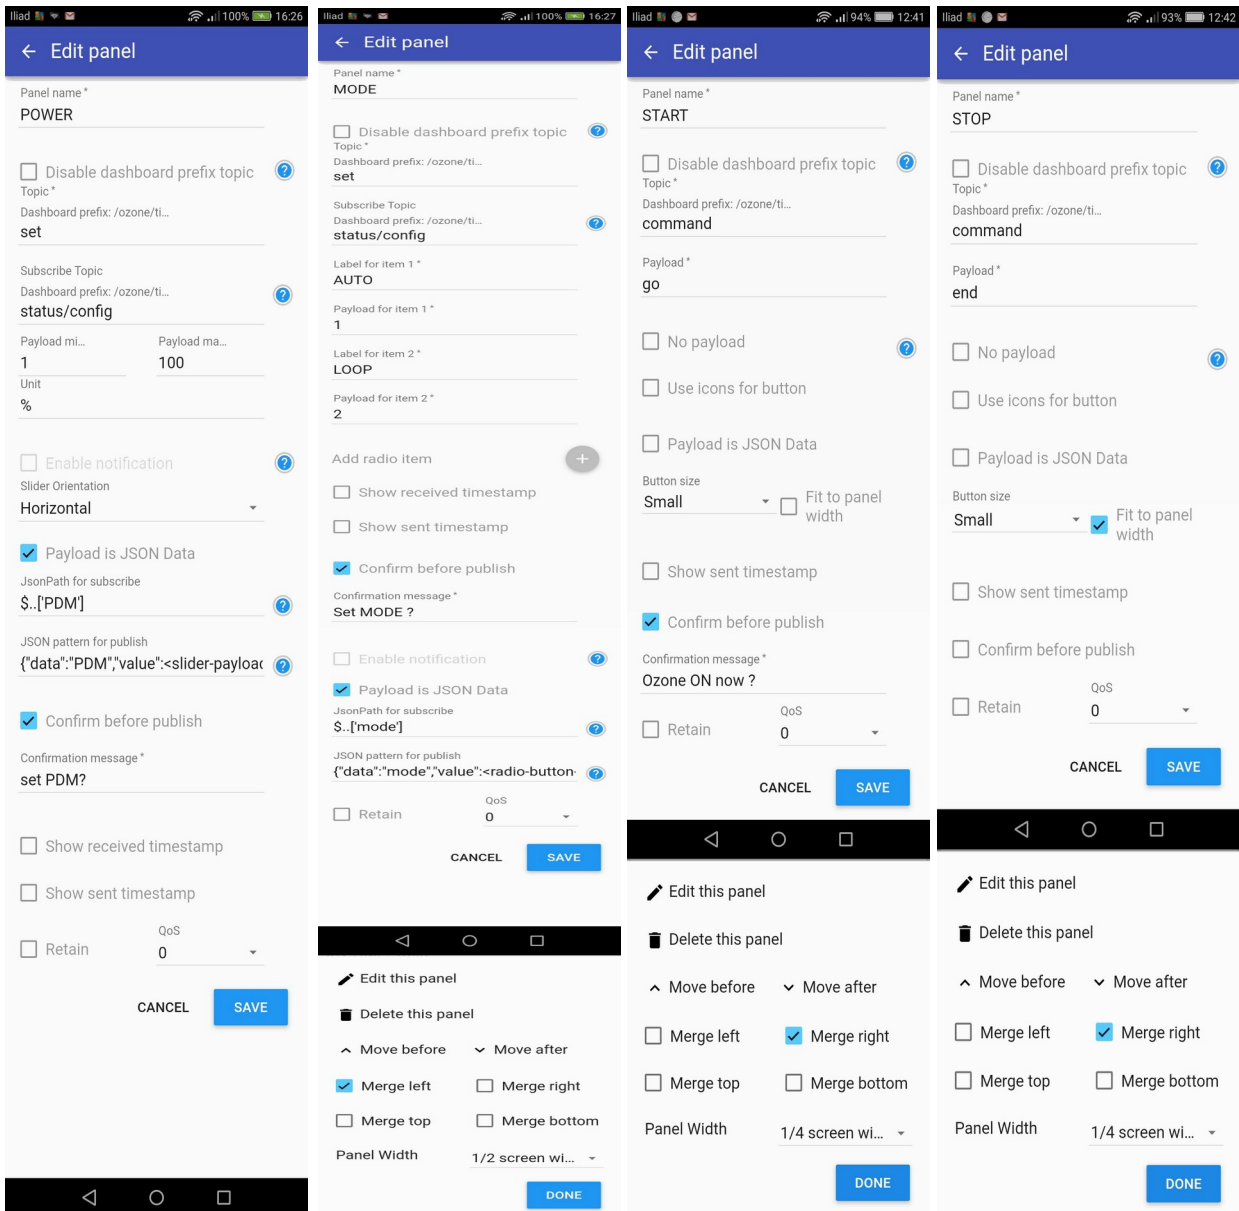 Iliad 100% 16:26
Edit panel
Panel name *
POWER
Disable dashboard prefix topic
Topic *
Dashboard prefix: /ozone/ti...
set
Subscribe Topic
Dashboard prefix: /ozone/ti...
status/config
Payload mi... Payload ma...
1 100
Unit
%
Enable notification
Slider Orientation
Horizontal
Payload is JSON Data
JsonPath for subscribe
$..['PDM']
JSON pattern for publish
{"data":"PDM","value":<slider-payloac
Confirm before publish
Confirmation message *
set PDM?
Show received timestamp
Show sent timestamp
QoS
Retain 0
CANCEL SAVE
Iliad 100% 16:27
Edit panel
Panel name *
MODE
Disable dashboard prefix topic
Topic *
Dashboard prefix: /ozone/ti...
set
Subscribe Topic
Dashboard prefix: /ozone/ti...
status/config
Label for item 1 *
AUTO
Payload for item 1 *
1
Label for item 2 *
LOOP
Payload for item 2 *
2
Add radio item
Show received timestamp
Show sent timestamp
Confirm before publish
Confirmation message *
Set MODE ?
Enable notification
Payload is JSON Data
JsonPath for subscribe
$..['mode']
JSON pattern for publish
{"data":"mode","value":<radio-button-
QoS
Retain 0
CANCEL SAVE
Edit this panel
Delete this panel
Move before Move after
Merge left Merge right
Merge top Merge bottom
Panel Width 1/2 screen wi...
DONE
Iliad 94% 12:41
Edit panel
Panel name *
START
Disable dashboard prefix topic
Topic *
Dashboard prefix: /ozone/ti...
command
Payload *
go
No payload
Use icons for button
Payload is JSON Data
Button size
Small Fit to panel
width
Show sent timestamp
Confirm before publish
Confirmation message *
Ozone ON now ?
QoS
Retain 0
CANCEL SAVE
Edit this panel
Delete this panel
Move before Move after
Merge left Merge right
Merge top Merge bottom
Panel Width 1/4 screen wi...
DONE
Iliad 93% 12:42
Edit panel
Panel name *
STOP
Disable dashboard prefix topic
Topic *
Dashboard prefix: /ozone/ti...
command
Payload *
end
No payload
Use icons for button
Payload is JSON Data
Button size
Small Fit to panel
width
Show sent timestamp
Confirm before publish
QoS
Retain 0
CANCEL SAVE
Edit this panel
Delete this panel
Move before Move after
Merge left Merge right
Merge top Merge bottom
Panel Width 1/4 screen wi...
DONE